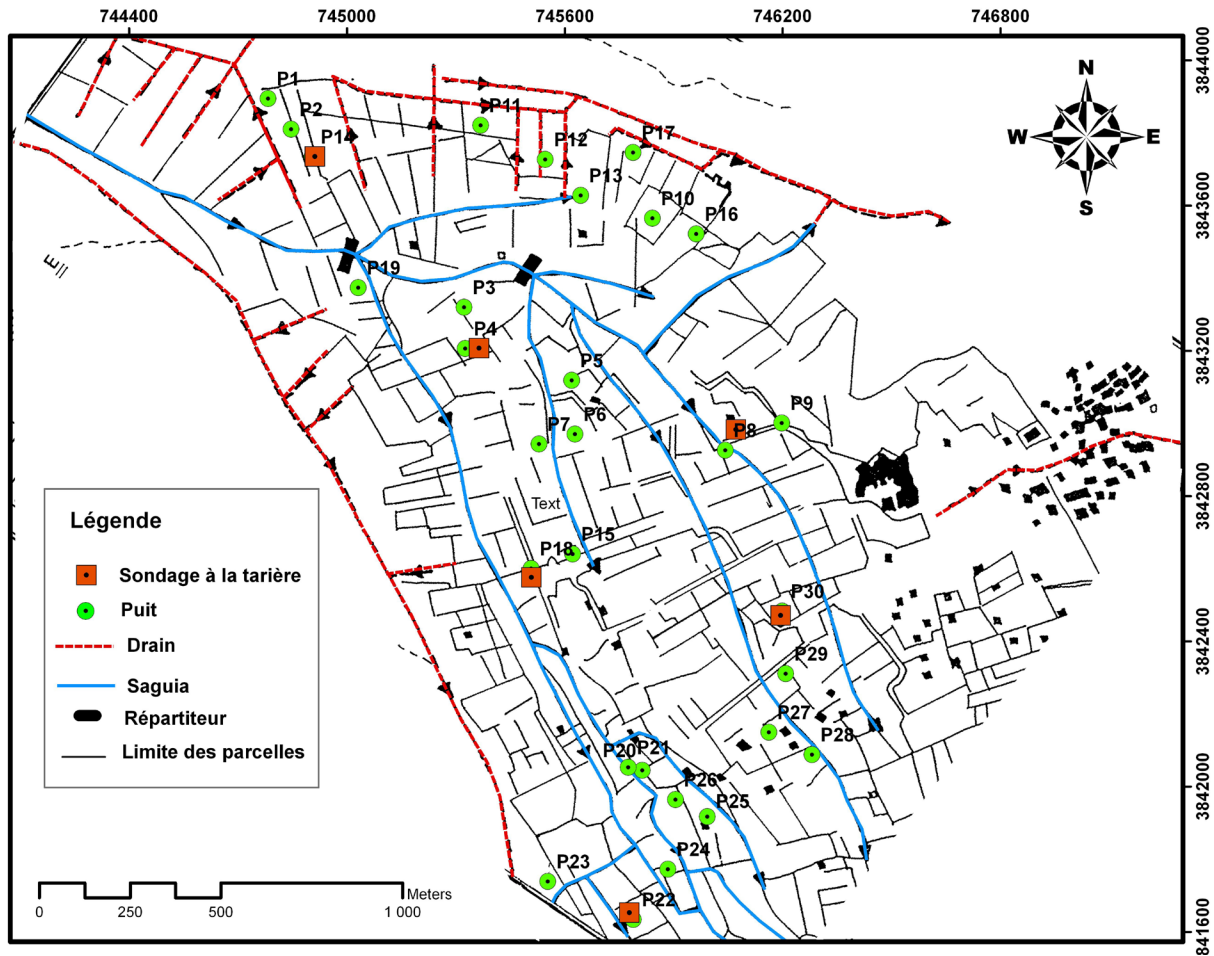 744400 745000 745600 746200 746800
3844000
3843600
3843200
3842800
3842400
3842000
3841600
N
W E
S
P1
P2
P14
P11
P12
P17
P13
P10
P16
P19
P3
P4
P5
P9
P8
P6
P7
Text
P15
P18
P30
P29
P27
P28
P20
P21
P26
P25
P24
P23
P22
Légende
Sondage à la tarière
Puit
Drain
Saguia
Répartiteur
Limite des parcelles
Meters
0 250 500 1 000